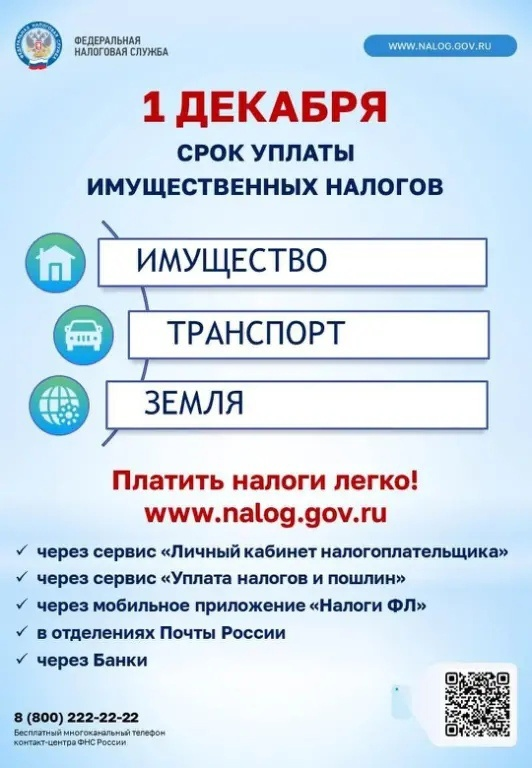 ФЕДЕРАЛЬНАЯ
НАЛОГОВАЯ СЛУЖБА
WWW.NALOG.GOV.RU
1 ДЕКАБРЯ
СРОК УПЛАТЫ
ИМУЩЕСТВЕННЫХ НАЛОГОВ
ИМУЩЕСТВО
ТРАНСПОРТ
ЗЕМЛЯ
Платить налоги легко!
www.nalog.gov.ru
✓ через сервис «Личный кабинет налогоплательщика»
✓ через сервис «Уплата налогов и пошлин»
✓ через мобильное приложение «Налоги ФЛ»
✓ в отделениях Почты России
✓ через Банки
8 (800) 222-22-22
Бесплатный многоканальный телефон
контакт-центра ФНС России